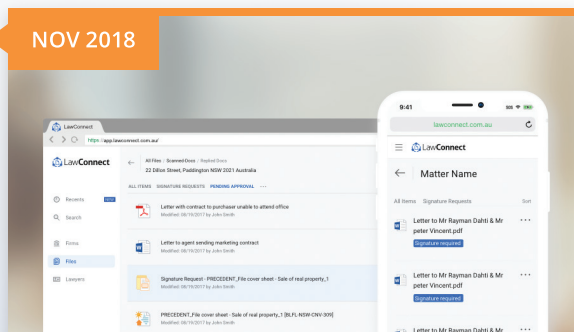 NOV 2018
LawConnect
https://app.lawconnect.com.au/
LawConnect
All Files | Scanned Docs | Replied Docs
22 Dillon Street, Paddington NSW 2021 Australia
ALL ITEMS SIGNATURE REQUESTS PENDING APPROVAL ...
Recents NEW
Search
Firms
Files
Lawyers
Letter with contract to purchaser unable to attend office
Modified: 08/19/2017 by John Smith
Letter to agent sending marketing contract
Modified: 08/19/2017 by John Smith
Signature Request - PRECEDENT_File cover sheet - Sale of real property_1
Modified: 08/19/2017 by John Smith
PRECEDENT_File cover sheet - Sale of real property_1 [BLFL-NSW-CNV-309]
Modified: 08/19/2017 by John Smith
9:41
lawconnect.com.au
LawConnect
Matter Name
All Items Signature Requests Sort
Letter to Mr Rayman Dahti & Mr
peter Vincent.pdf
Signature required
Letter to Mr Rayman Dahti & Mr
peter Vincent.pdf
Signature required
Letter to Mr Rayman Dahti & Mr